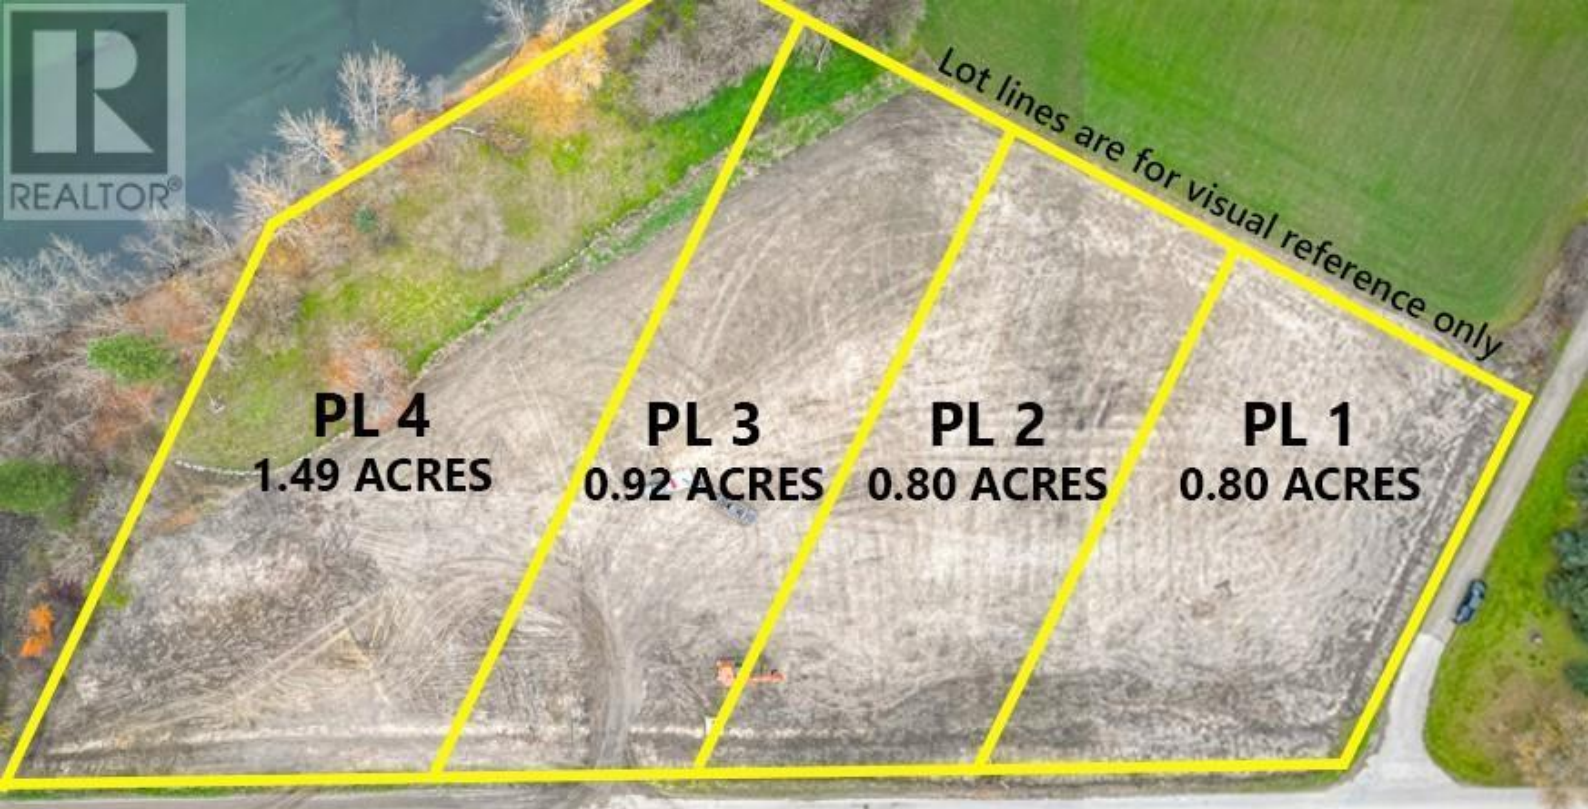 R
REALTOR®
Lot lines are for visual reference only
PL 4
1.49 ACRES
PL 3
0.92 ACRES
PL 2
0.80 ACRES
PL 1
0.80 ACRES